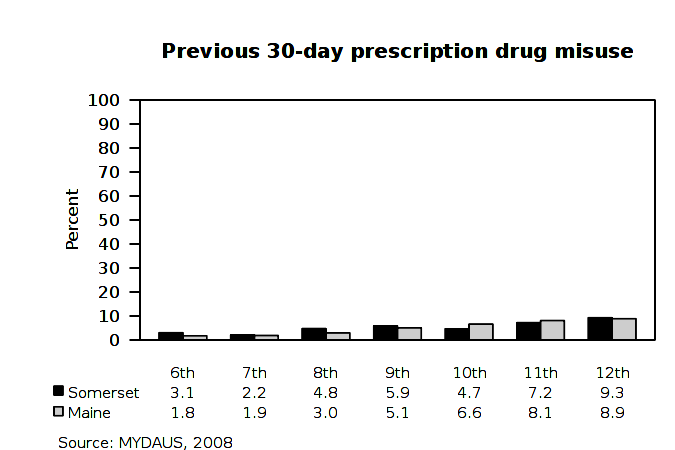 Previous 30-day prescription drug misuse
100
90
80
70
60
50
40
30
20
10
0
Percent
6th 7th 8th 9th 10th 11th 12th
Somerset 3.1 2.2 4.8 5.9 4.7 7.2 9.3
Maine 1.8 1.9 3.0 5.1 6.6 8.1 8.9
Source: MYDAUS, 2008